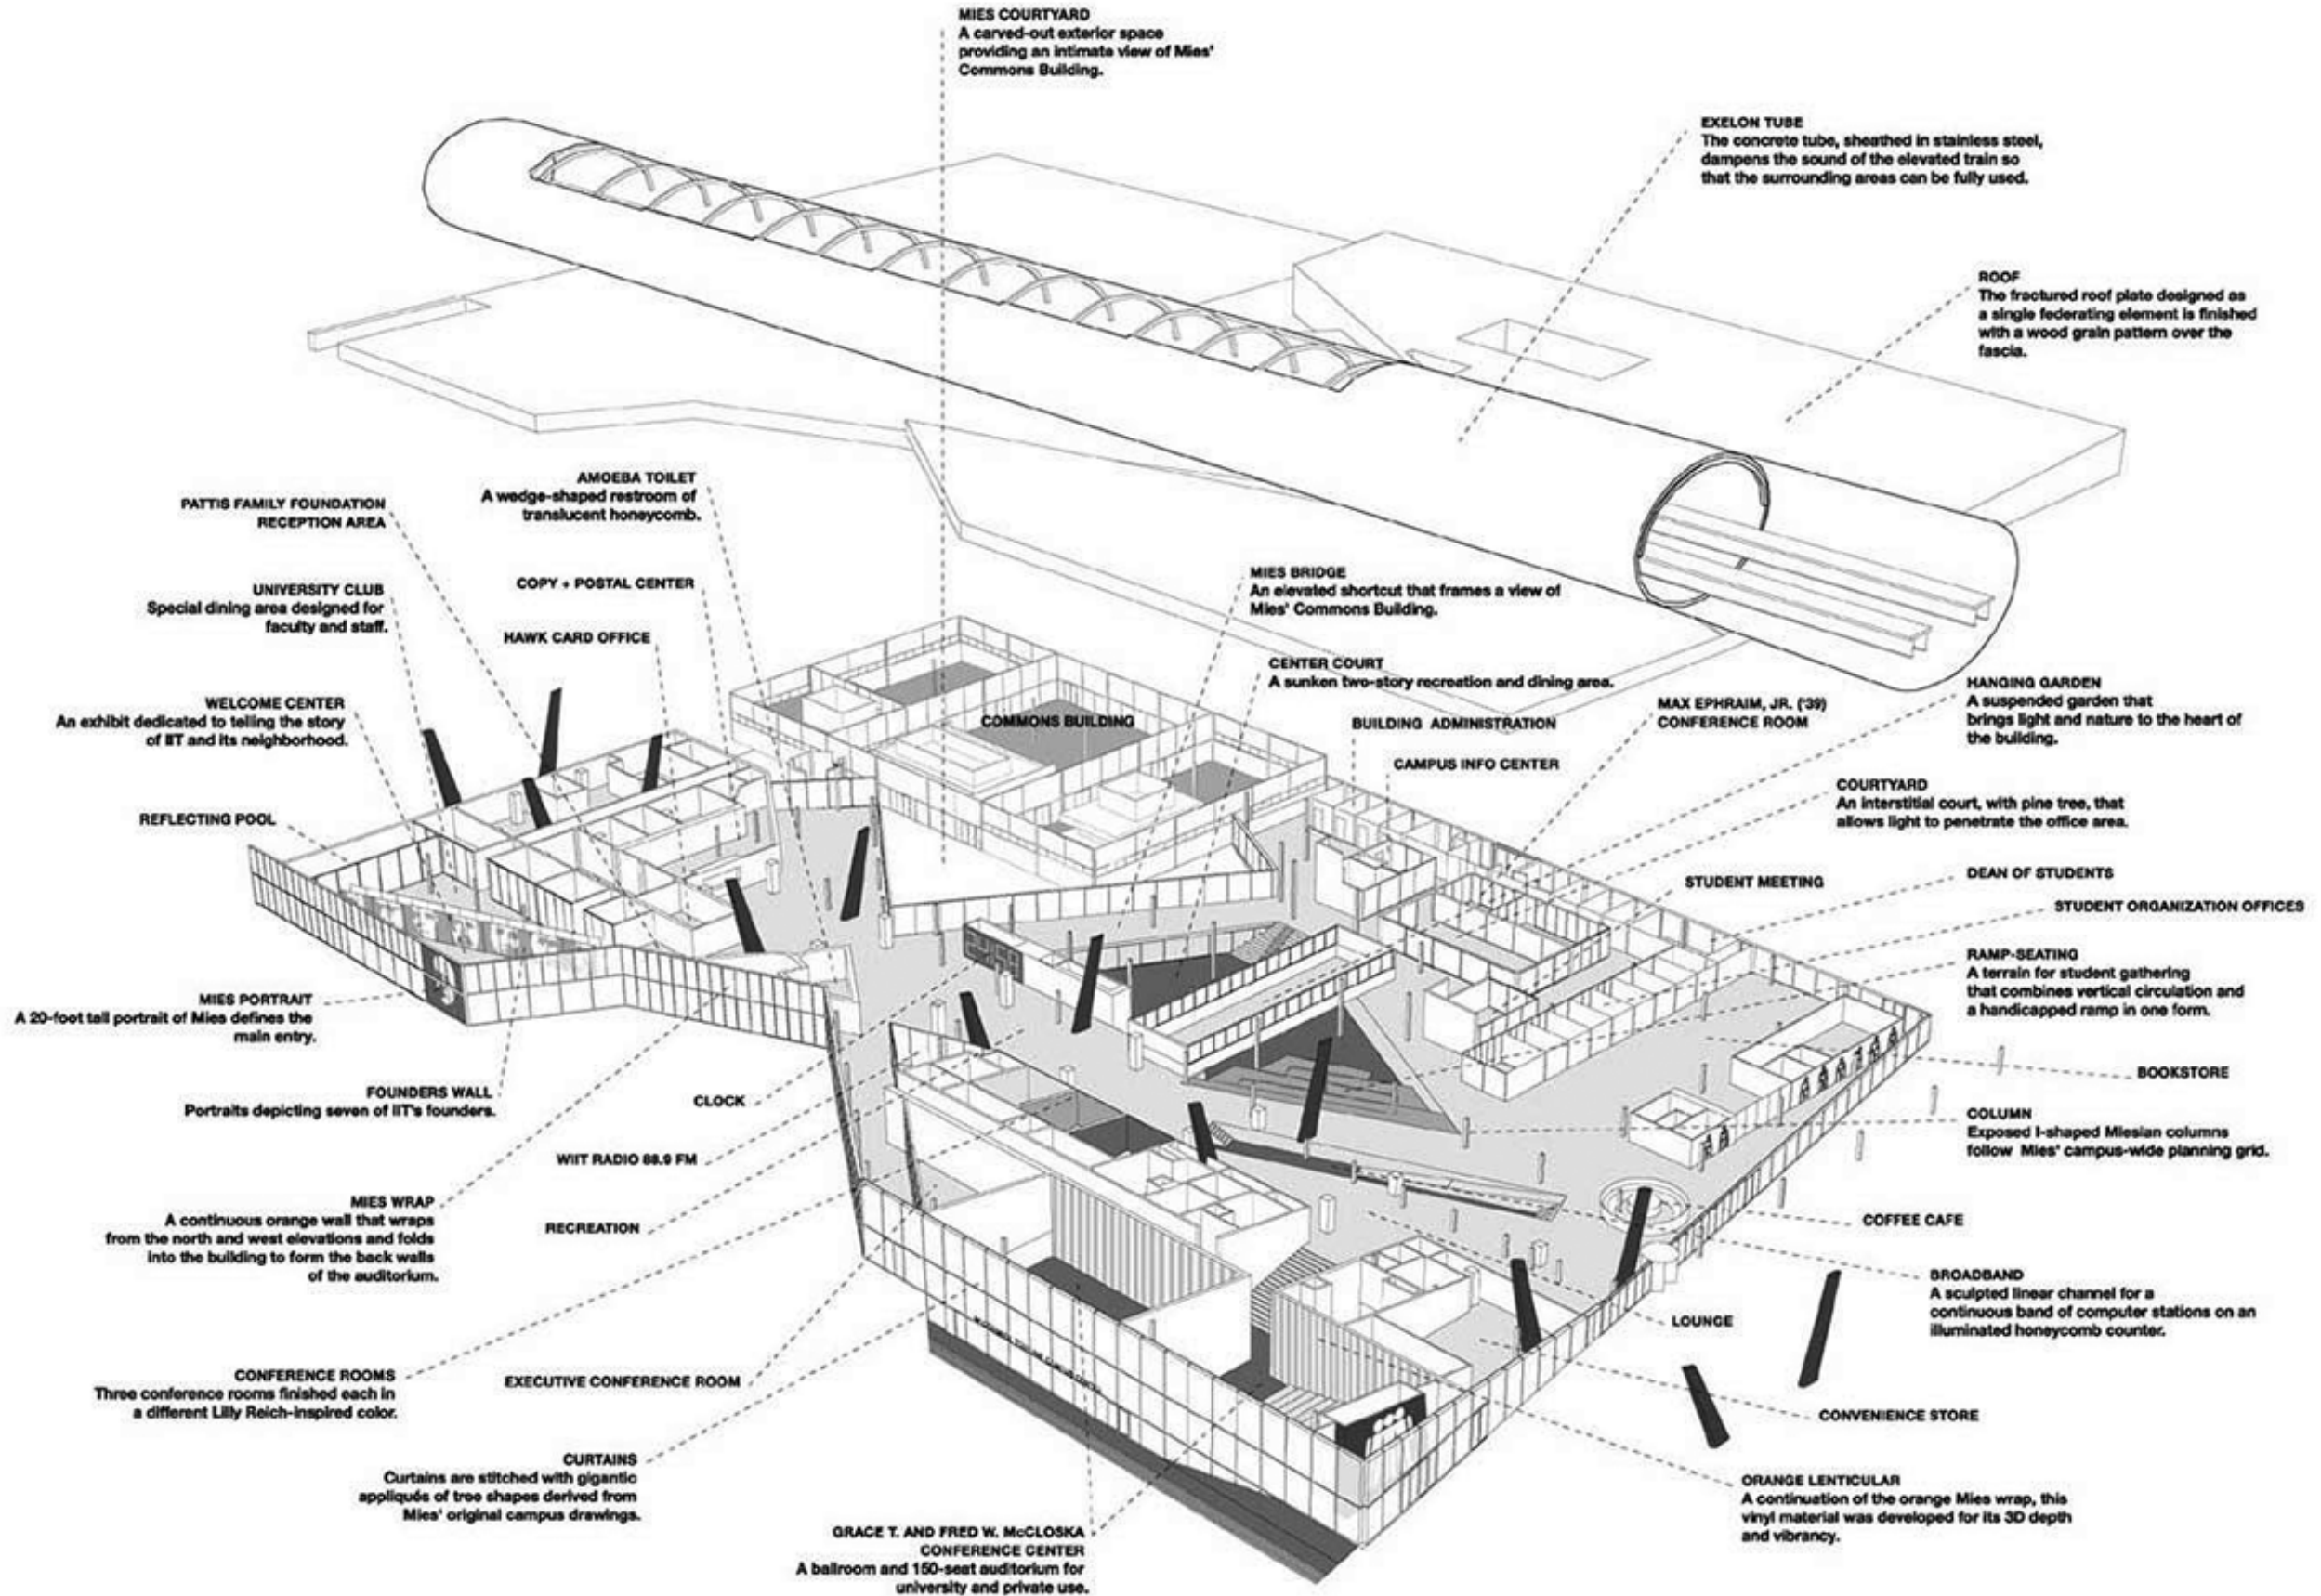 MIES COURTYARD
A carved-out exterior space
providing an intimate view of Mies'
Commons Building.
EXELON TUBE
The concrete tube, sheathed in stainless steel,
dampens the sound of the elevated train so
that the surrounding areas can be fully used.
ROOF
The fractured roof plate designed as
a single federating element is finished
with a wood grain pattern over the
fascia.
AMOEBA TOILET
A wedge-shaped restroom of
translucent honeycomb.
PATTIS FAMILY FOUNDATION
RECEPTION AREA
COPY + POSTAL CENTER
UNIVERSITY CLUB
Special dining area designed for
faculty and staff.
HAWK CARD OFFICE
WELCOME CENTER
An exhibit dedicated to telling the story
of IIT and its neighborhood.
REFLECTING POOL
MIES BRIDGE
An elevated shortcut that frames a view of
Mies' Commons Building.
CENTER COURT
A sunken two-story recreation and dining area.
COMMONS BUILDING
BUILDING ADMINISTRATION
CAMPUS INFO CENTER
MAX EPHRAIM, JR. ('39)
CONFERENCE ROOM
HANGING GARDEN
A suspended garden that
brings light and nature to the heart of
the building.
COURTYARD
An interstitial court, with pine tree, that
allows light to penetrate the office area.
STUDENT MEETING
DEAN OF STUDENTS
STUDENT ORGANIZATION OFFICES
RAMP-SEATING
A terrain for student gathering
that combines vertical circulation and
a handicapped ramp in one form.
BOOKSTORE
COLUMN
Exposed I-shaped Miesian columns
follow Mies' campus-wide planning grid.
COFFEE CAFE
BROADBAND
A sculpted linear channel for a
continuous band of computer stations on an
illuminated honeycomb counter.
LOUNGE
CONVENIENCE STORE
ORANGE LENTICULAR
A continuation of the orange Mies wrap, this
vinyl material was developed for its 3D depth
and vibrancy.
MIES PORTRAIT
A 20-foot tall portrait of Mies defines the
main entry.
FOUNDERS WALL
Portraits depicting seven of IIT's founders.
CLOCK
WIIT RADIO 88.9 FM
MIES WRAP
A continuous orange wall that wraps
from the north and west elevations and folds
into the building to form the back walls
of the auditorium.
RECREATION
CONFERENCE ROOMS
Three conference rooms finished each in
a different Lilly Reich-inspired color.
EXECUTIVE CONFERENCE ROOM
CURTAINS
Curtains are stitched with gigantic
appliqués of tree shapes derived from
Mies' original campus drawings.
GRACE T. AND FRED W. McCLOSKA
CONFERENCE CENTER
A ballroom and 150-seat auditorium for
university and private use.